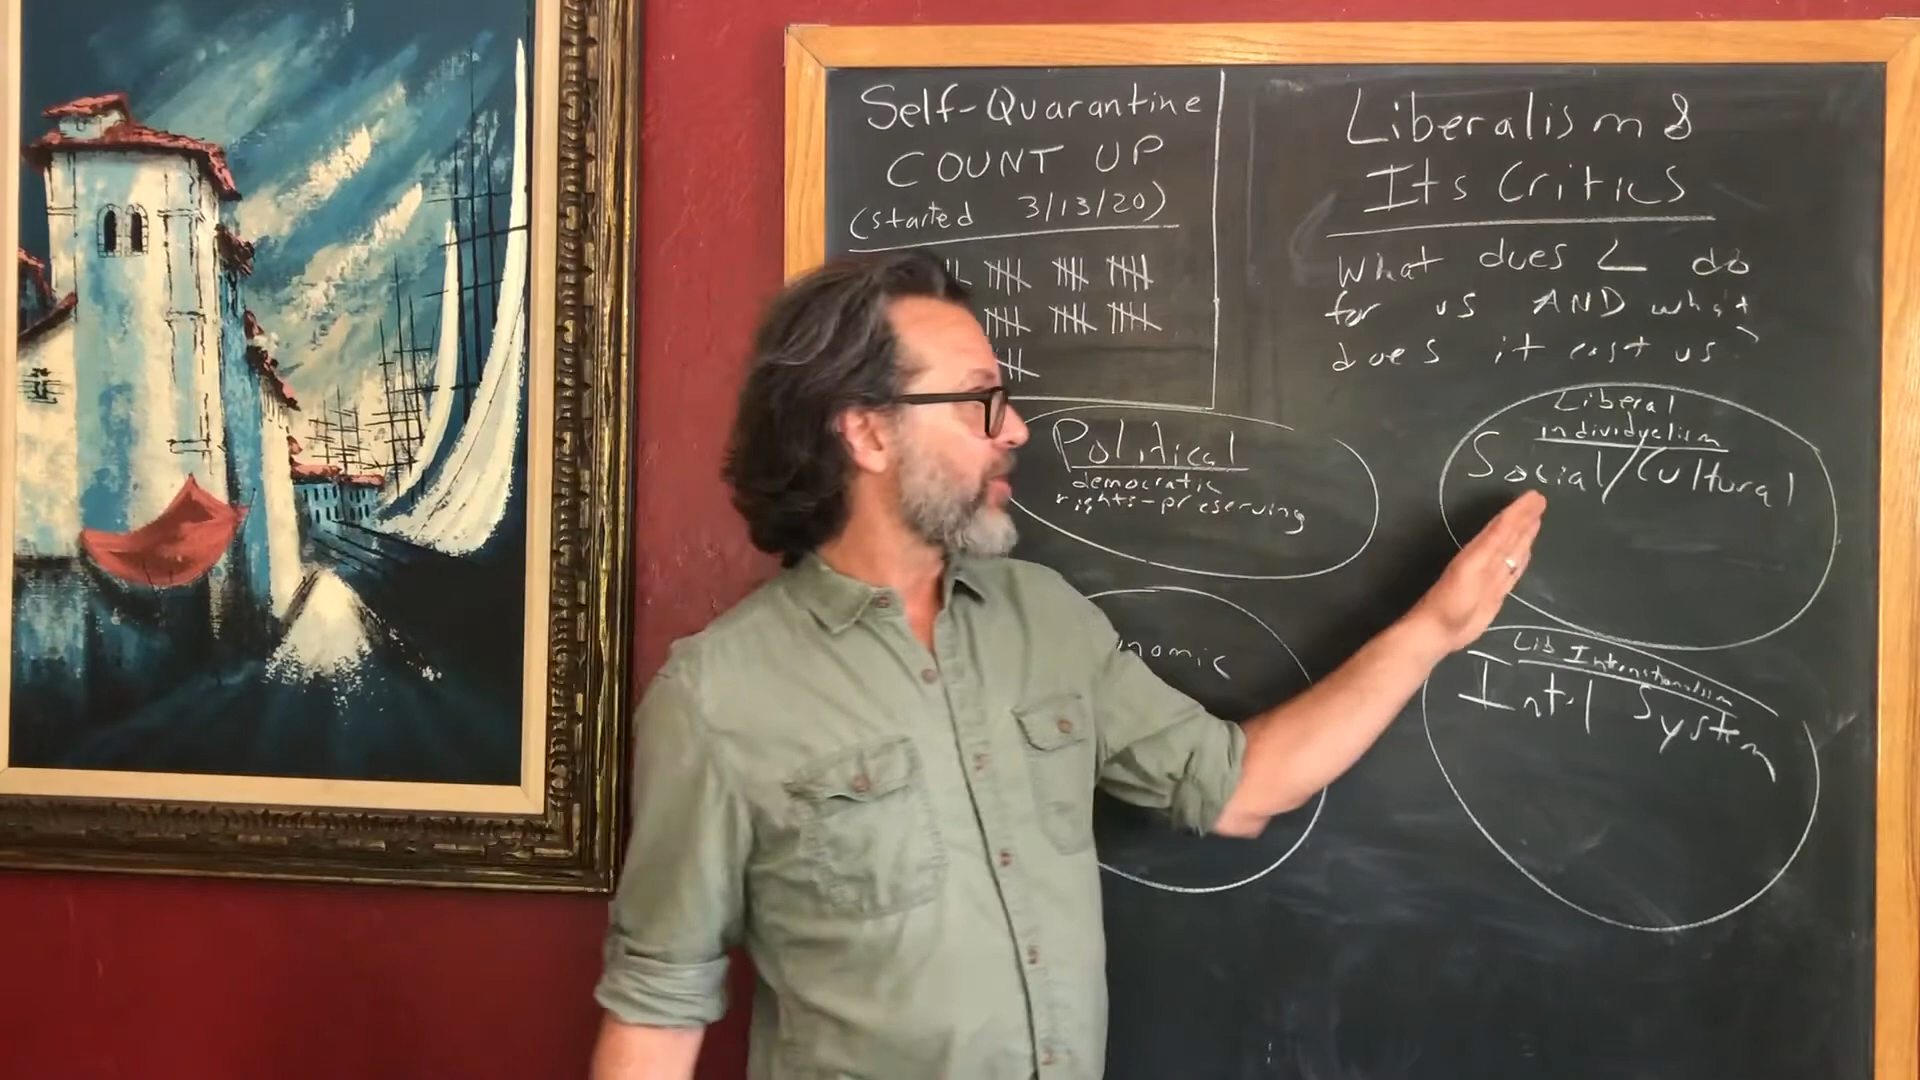 Self-Quarantine
COUNT UP
(started 3/13/20)
Liberalism &
Its Critics
What does L do
for us AND what
does it cost us
Political
democratic
rights-preserving
Liberal
individualism
Social/Cultural
nomic
Lib Internationalism
Int'l System